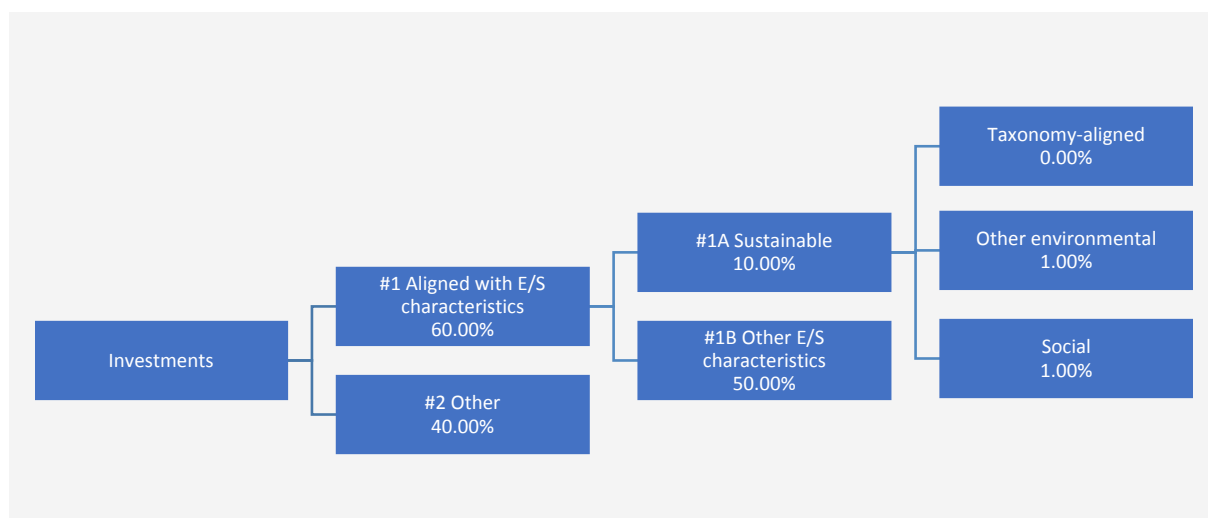 Investments
#1 Aligned with E/S
characteristics
60.00%
#2 Other
40.00%
#1A Sustainable
10.00%
#1B Other E/S
characteristics
50.00%
Taxonomy-aligned
0.00%
Other environmental
1.00%
Social
1.00%